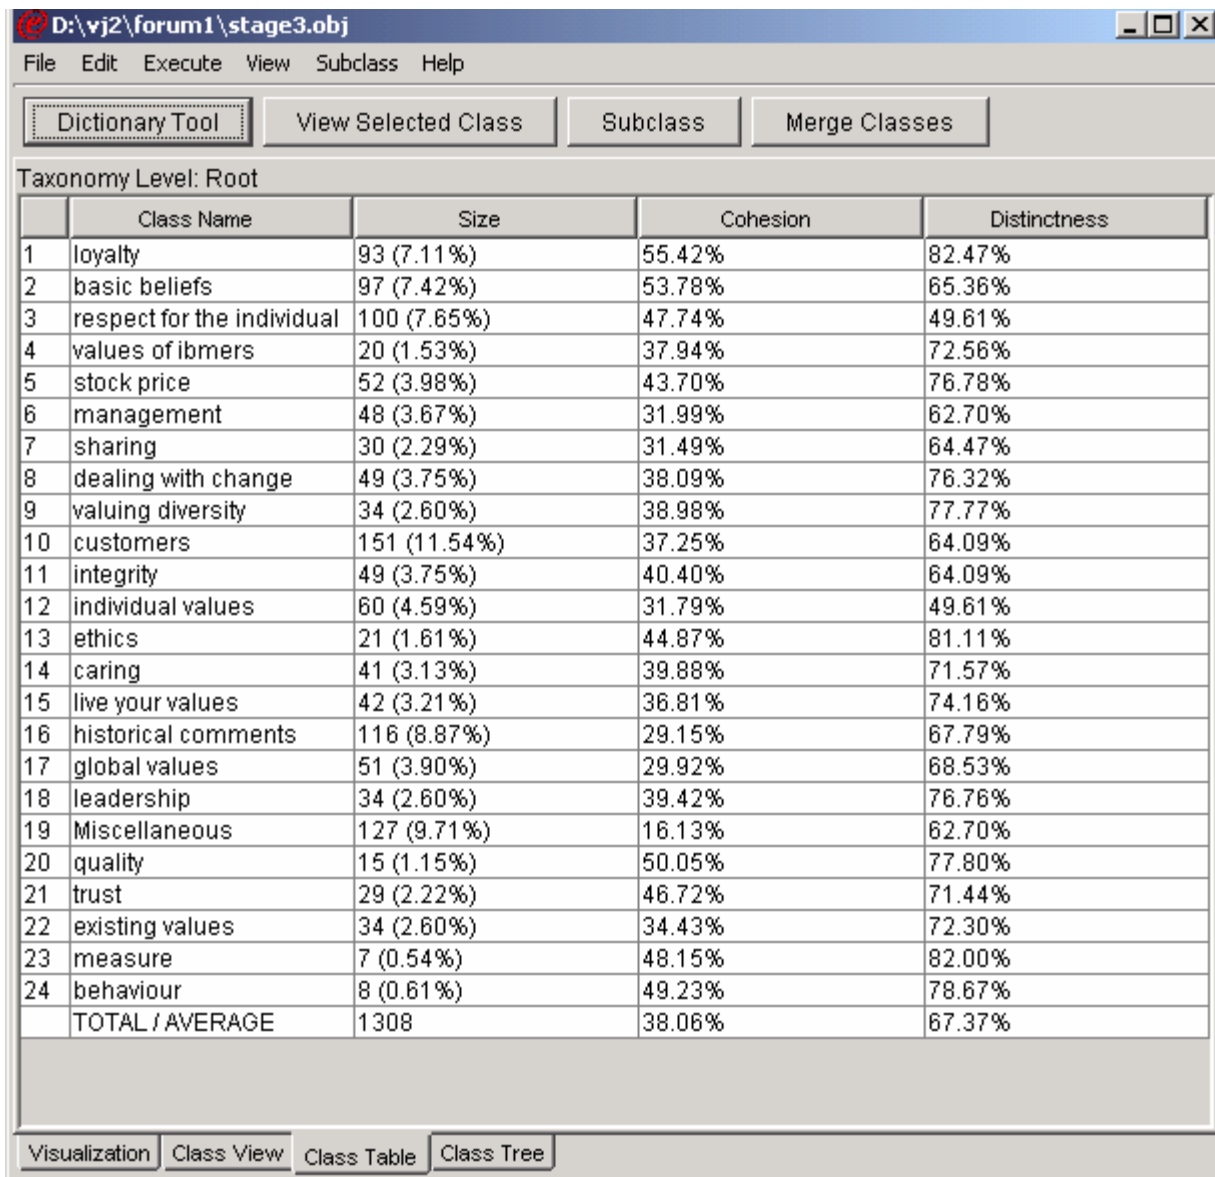 D:\vj2\forum1\stage3.obj
File Edit Execute View Subclass Help
Dictionary Tool View Selected Class Subclass Merge Classes
Taxonomy Level: Root
Class Name Size Cohesion Distinctness
1 loyalty 93 (7.11%) 55.42% 82.47%
2 basic beliefs 97 (7.42%) 53.78% 65.36%
3 respect for the individual 100 (7.65%) 47.74% 49.61%
4 values of ibmers 20 (1.53%) 37.94% 72.56%
5 stock price 52 (3.98%) 43.70% 76.78%
6 management 48 (3.67%) 31.99% 62.70%
7 sharing 30 (2.29%) 31.49% 64.47%
8 dealing with change 49 (3.75%) 38.09% 76.32%
9 valuing diversity 34 (2.60%) 38.98% 77.77%
10 customers 151 (11.54%) 37.25% 64.09%
11 integrity 49 (3.75%) 40.40% 64.09%
12 individual values 60 (4.59%) 31.79% 49.61%
13 ethics 21 (1.61%) 44.87% 81.11%
14 caring 41 (3.13%) 39.88% 71.57%
15 live your values 42 (3.21%) 36.81% 74.16%
16 historical comments 116 (8.87%) 29.15% 67.79%
17 global values 51 (3.90%) 29.92% 68.53%
18 leadership 34 (2.60%) 39.42% 76.76%
19 Miscellaneous 127 (9.71%) 16.13% 62.70%
20 quality 15 (1.15%) 50.05% 77.80%
21 trust 29 (2.22%) 46.72% 71.44%
22 existing values 34 (2.60%) 34.43% 72.30%
23 measure 7 (0.54%) 48.15% 82.00%
24 behaviour 8 (0.61%) 49.23% 78.67%
TOTAL / AVERAGE 1308 38.06% 67.37%
Visualization Class View Class Table Class Tree